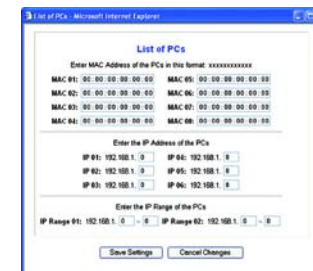 List of PCs - Microsoft Internet Explorer
List of PCs
Enter MAC Address of the PCs in this format: xxxxxxxxxxxx
MAC 01: 00:00:00:00:00:00 MAC 05: 00:00:00:00:00:00
MAC 02: 00:00:00:00:00:00 MAC 06: 00:00:00:00:00:00
MAC 03: 00:00:00:00:00:00 MAC 07: 00:00:00:00:00:00
MAC 04: 00:00:00:00:00:00 MAC 08: 00:00:00:00:00:00
Enter the IP Address of the PCs
IP 01: 192.168.1. 0 IP 04: 192.168.1. 0
IP 02: 192.168.1. 0 IP 05: 192.168.1. 0
IP 03: 192.168.1. 0 IP 06: 192.168.1. 0
Enter the IP Range of the PCs
IP Range 01: 192.168.1. 0 ~ 0 IP Range 02: 192.168.1. 0 ~ 0
Save Settings Cancel Changes